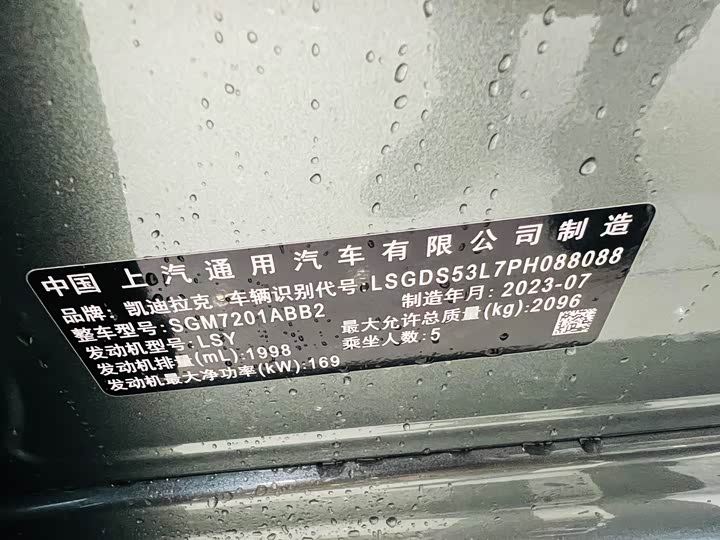 中国 上汽通用汽车有限公司制造
品牌:凯迪拉克 车辆识别代号:LSGDS53L7PH088088
整车型号:SGM7201ABB2 制造年月:2023-07
发动机型号:LSY 最大允许总质量(kg):2096
发动机排量(mL):1998 乘坐人数:5
发动机最大净功率(kW):169